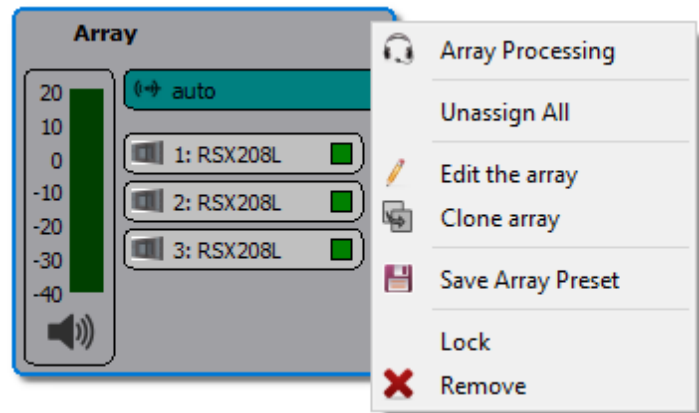 Array
auto
20
10
0
-10
-20
-30
-40
1: RSX208L
2: RSX208L
3: RSX208L
Array Processing
Unassign All
Edit the array
Clone array
Save Array Preset
Lock
Remove